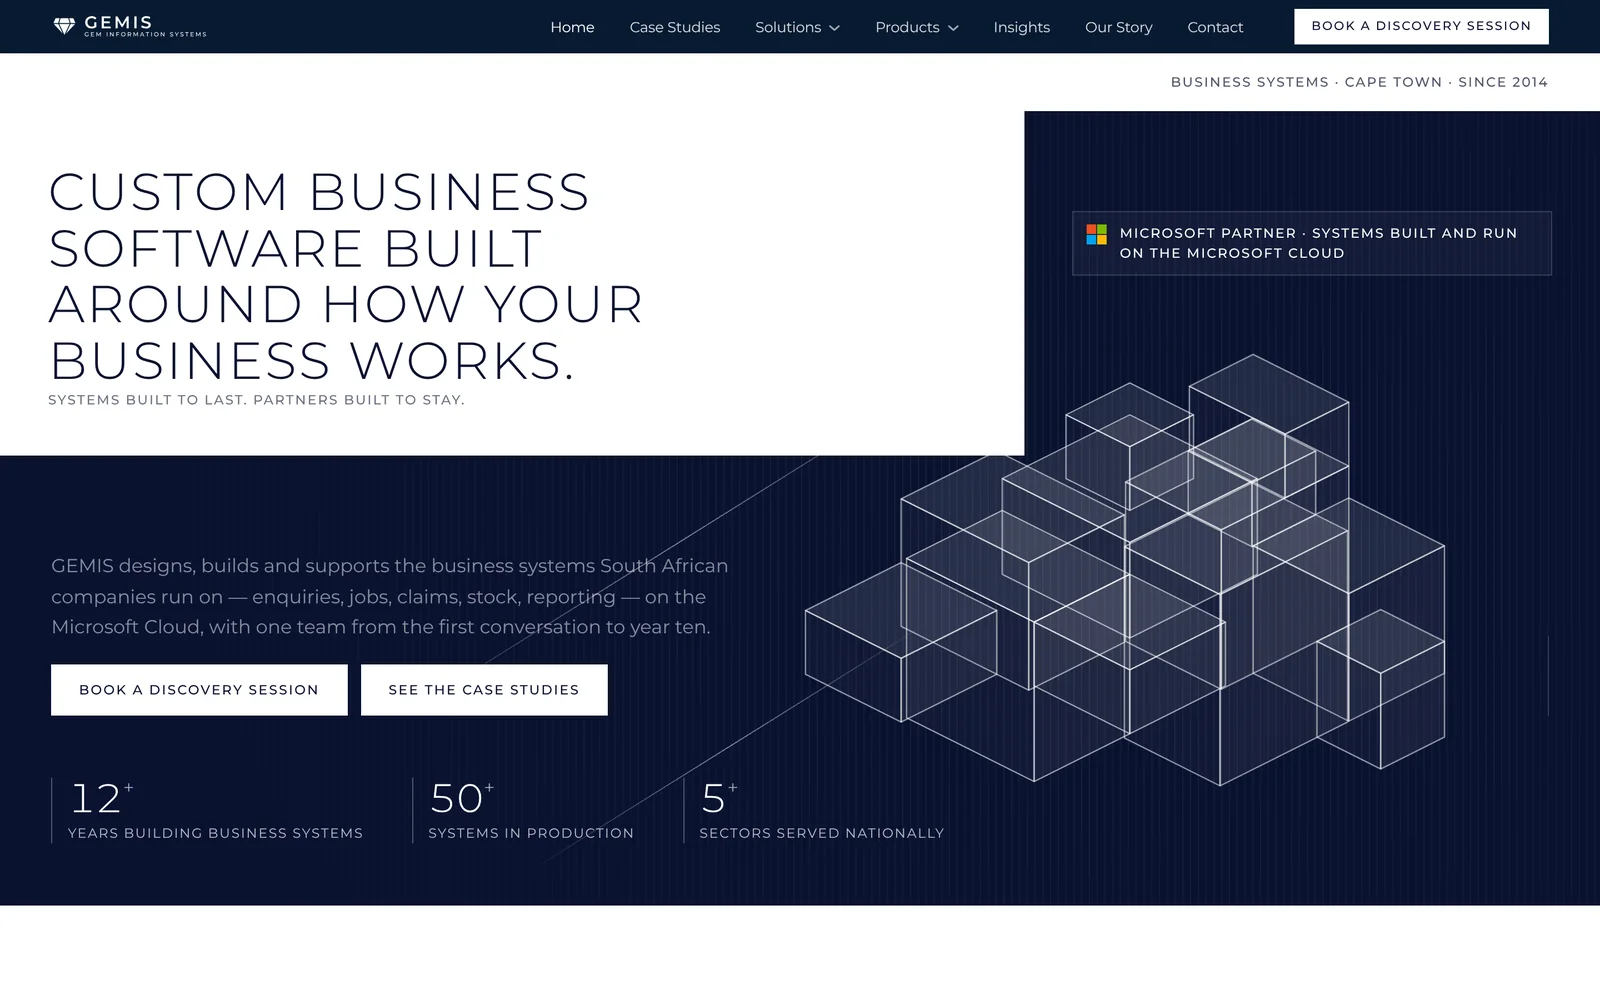 GEMIS
GEM INFORMATION SYSTEMS
Home
Case Studies
Solutions
Products
Insights
Our Story
Contact
BOOK A DISCOVERY SESSION
BUSINESS SYSTEMS · CAPE TOWN · SINCE 2014
CUSTOM BUSINESS
SOFTWARE BUILT
AROUND HOW YOUR
BUSINESS WORKS.
SYSTEMS BUILT TO LAST. PARTNERS BUILT TO STAY.
MICROSOFT PARTNER · SYSTEMS BUILT AND RUN
ON THE MICROSOFT CLOUD
GEMIS designs, builds and supports the business systems South African
companies run on — enquiries, jobs, claims, stock, reporting — on the
Microsoft Cloud, with one team from the first conversation to year ten.
BOOK A DISCOVERY SESSION
SEE THE CASE STUDIES
12+
YEARS BUILDING BUSINESS SYSTEMS
50+
SYSTEMS IN PRODUCTION
5+
SECTORS SERVED NATIONALLY